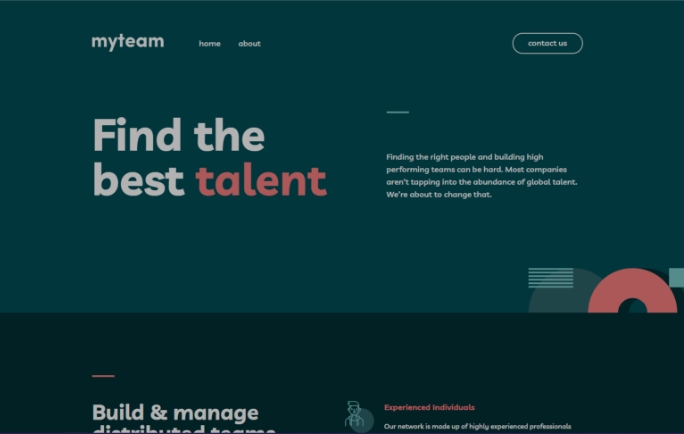 myteam
home about
contact us
Find the
best talent
Finding the right people and building high
performing teams can be hard. Most companies
aren't tapping into the abundance of global talent.
We're about to change that.
Build & manage
distributed teams
Experienced Individuals
Our network is made up of highly experienced professionals